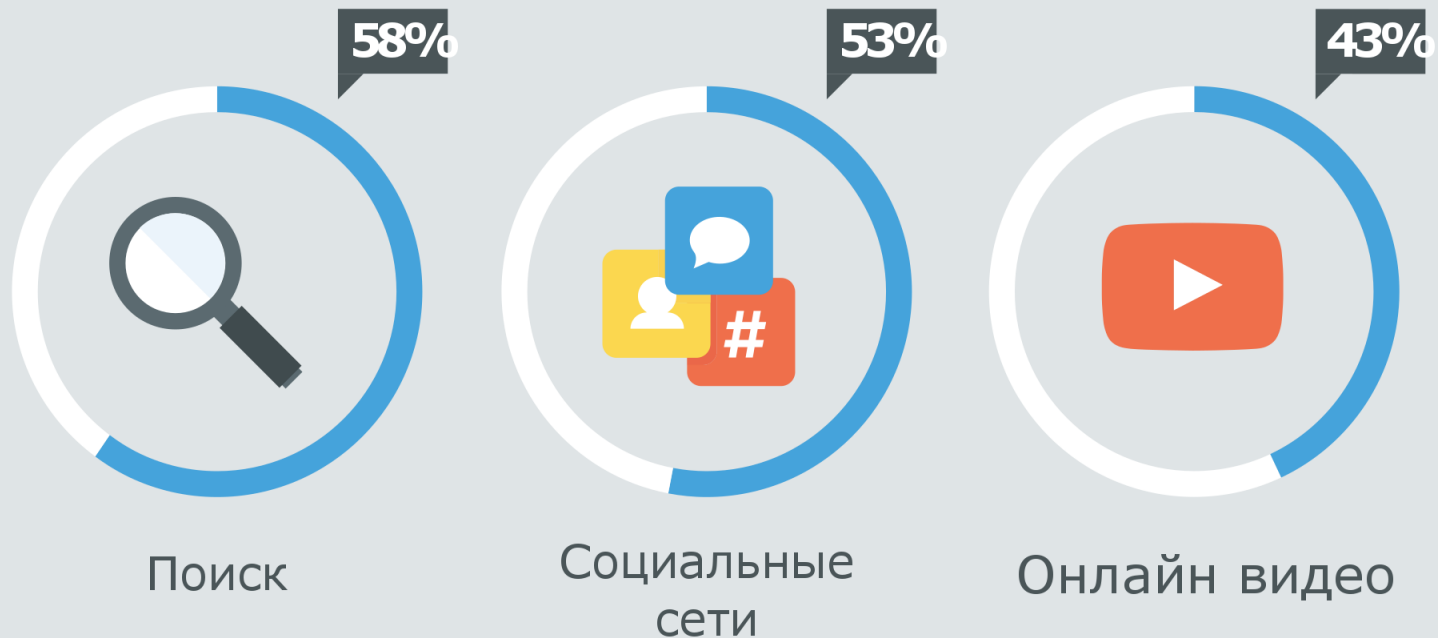 58%
53%
43%
#
Поиск
Социальные
сети
Онлайн видео